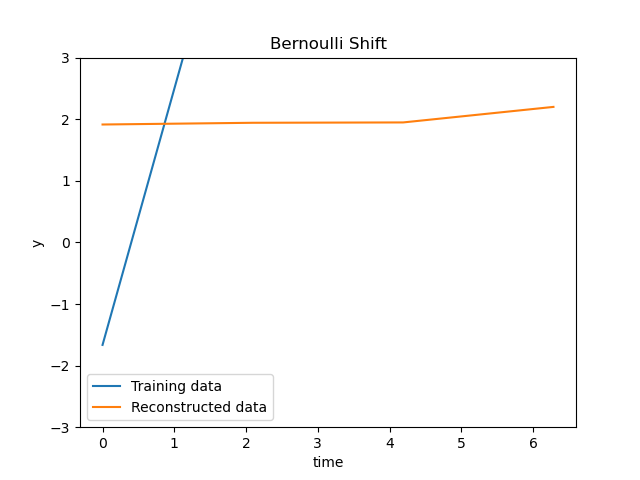 Bernoulli Shift
y
3
2
1
0
−1
−2
−3
Training data
Reconstructed data
0 1 2 3 4 5 6
time